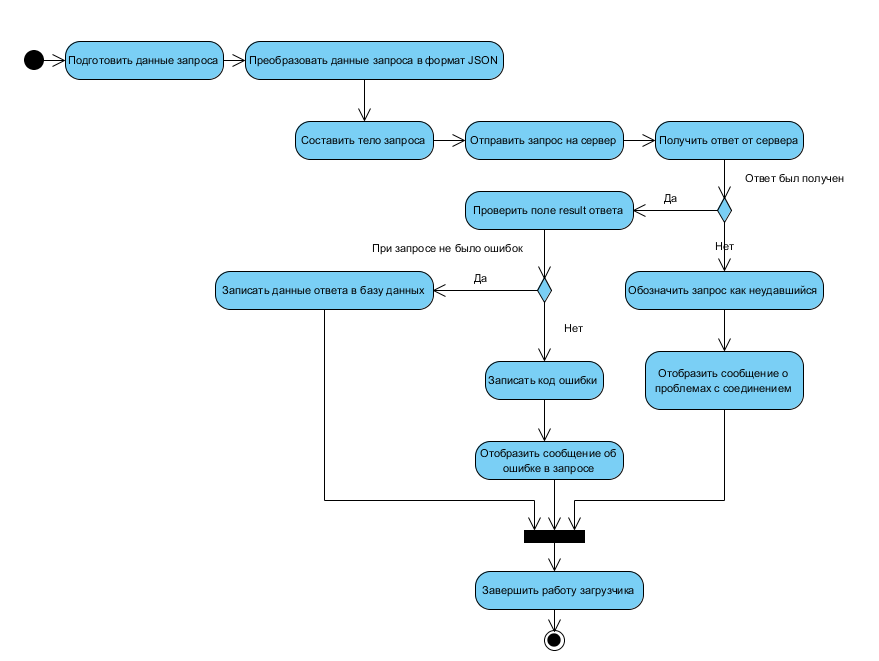 Подготовить данные запроса
Преобразовать данные запроса в формат JSON
Составить тело запроса
Отправить запрос на сервер
Получить ответ от сервера
Ответ был получен
Да
Проверить поле result ответа
Нет
При запросе не было ошибок
Да
Записать данные ответа в базу данных
Обозначить запрос как неудавшийся
Нет
Записать код ошибки
Отобразить сообщение о
проблемах с соединением
Отобразить сообщение об
ошибке в запросе
Завершить работу загрузчика